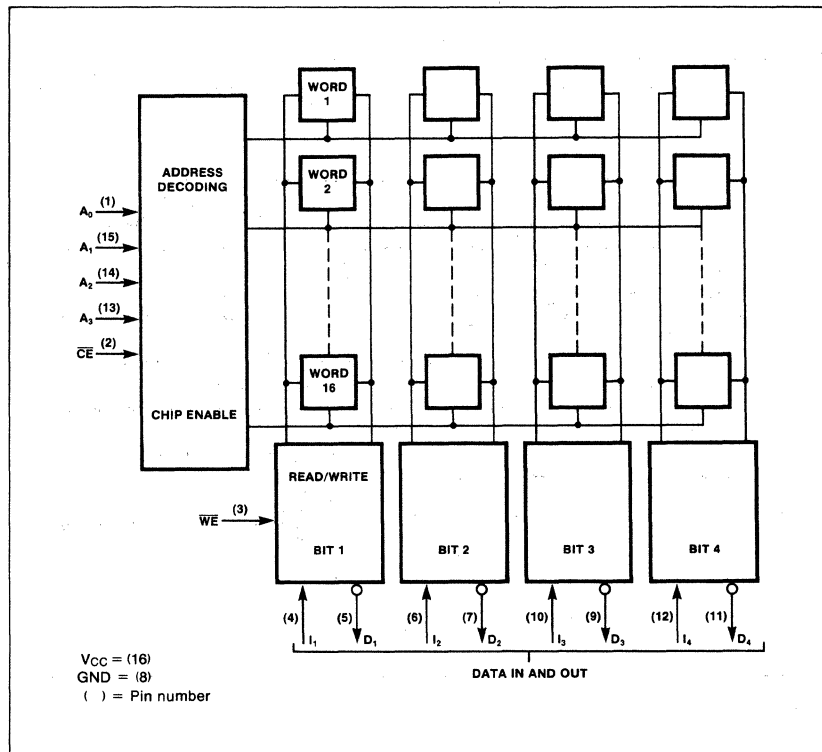 WORD
1
ADDRESS
DECODING
WORD
2
A₀ (1)
A₁ (15)
A₂ (14)
A₃ (13)
C̅E̅ (2)
WORD
16
CHIP ENABLE
READ/WRITE
W̅E̅ (3)
BIT 1 BIT 2 BIT 3 BIT 4
(4) I₁ (5) D₁ (6) I₂ (7) D₂ (10) I₃ (9) D₃ (12) I₄ (11) D₄
DATA IN AND OUT
VCC = (16)
GND = (8)
( ) = Pin number